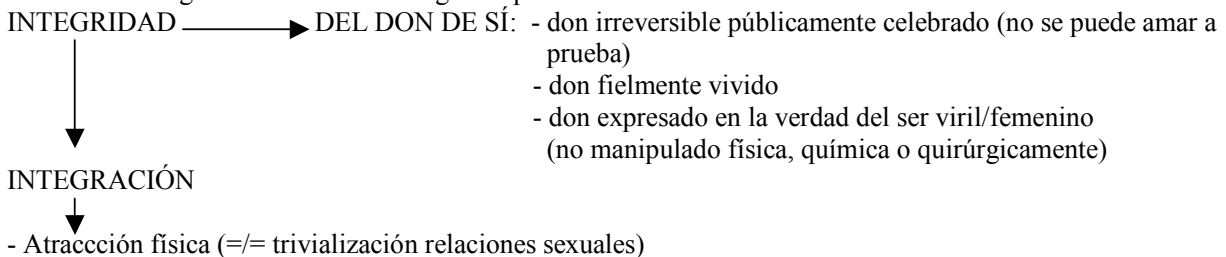 INTEGRIDAD DEL DON DE SÍ: - don irreversible públicamente celebrado (no se puede amar a
prueba)
- don fielmente vivido
- don expresado en la verdad del ser viril/femenino
(no manipulado física, química o quirúrgicamente)
INTEGRACIÓN
- Atraccción física (=/= trivialización relaciones sexuales)